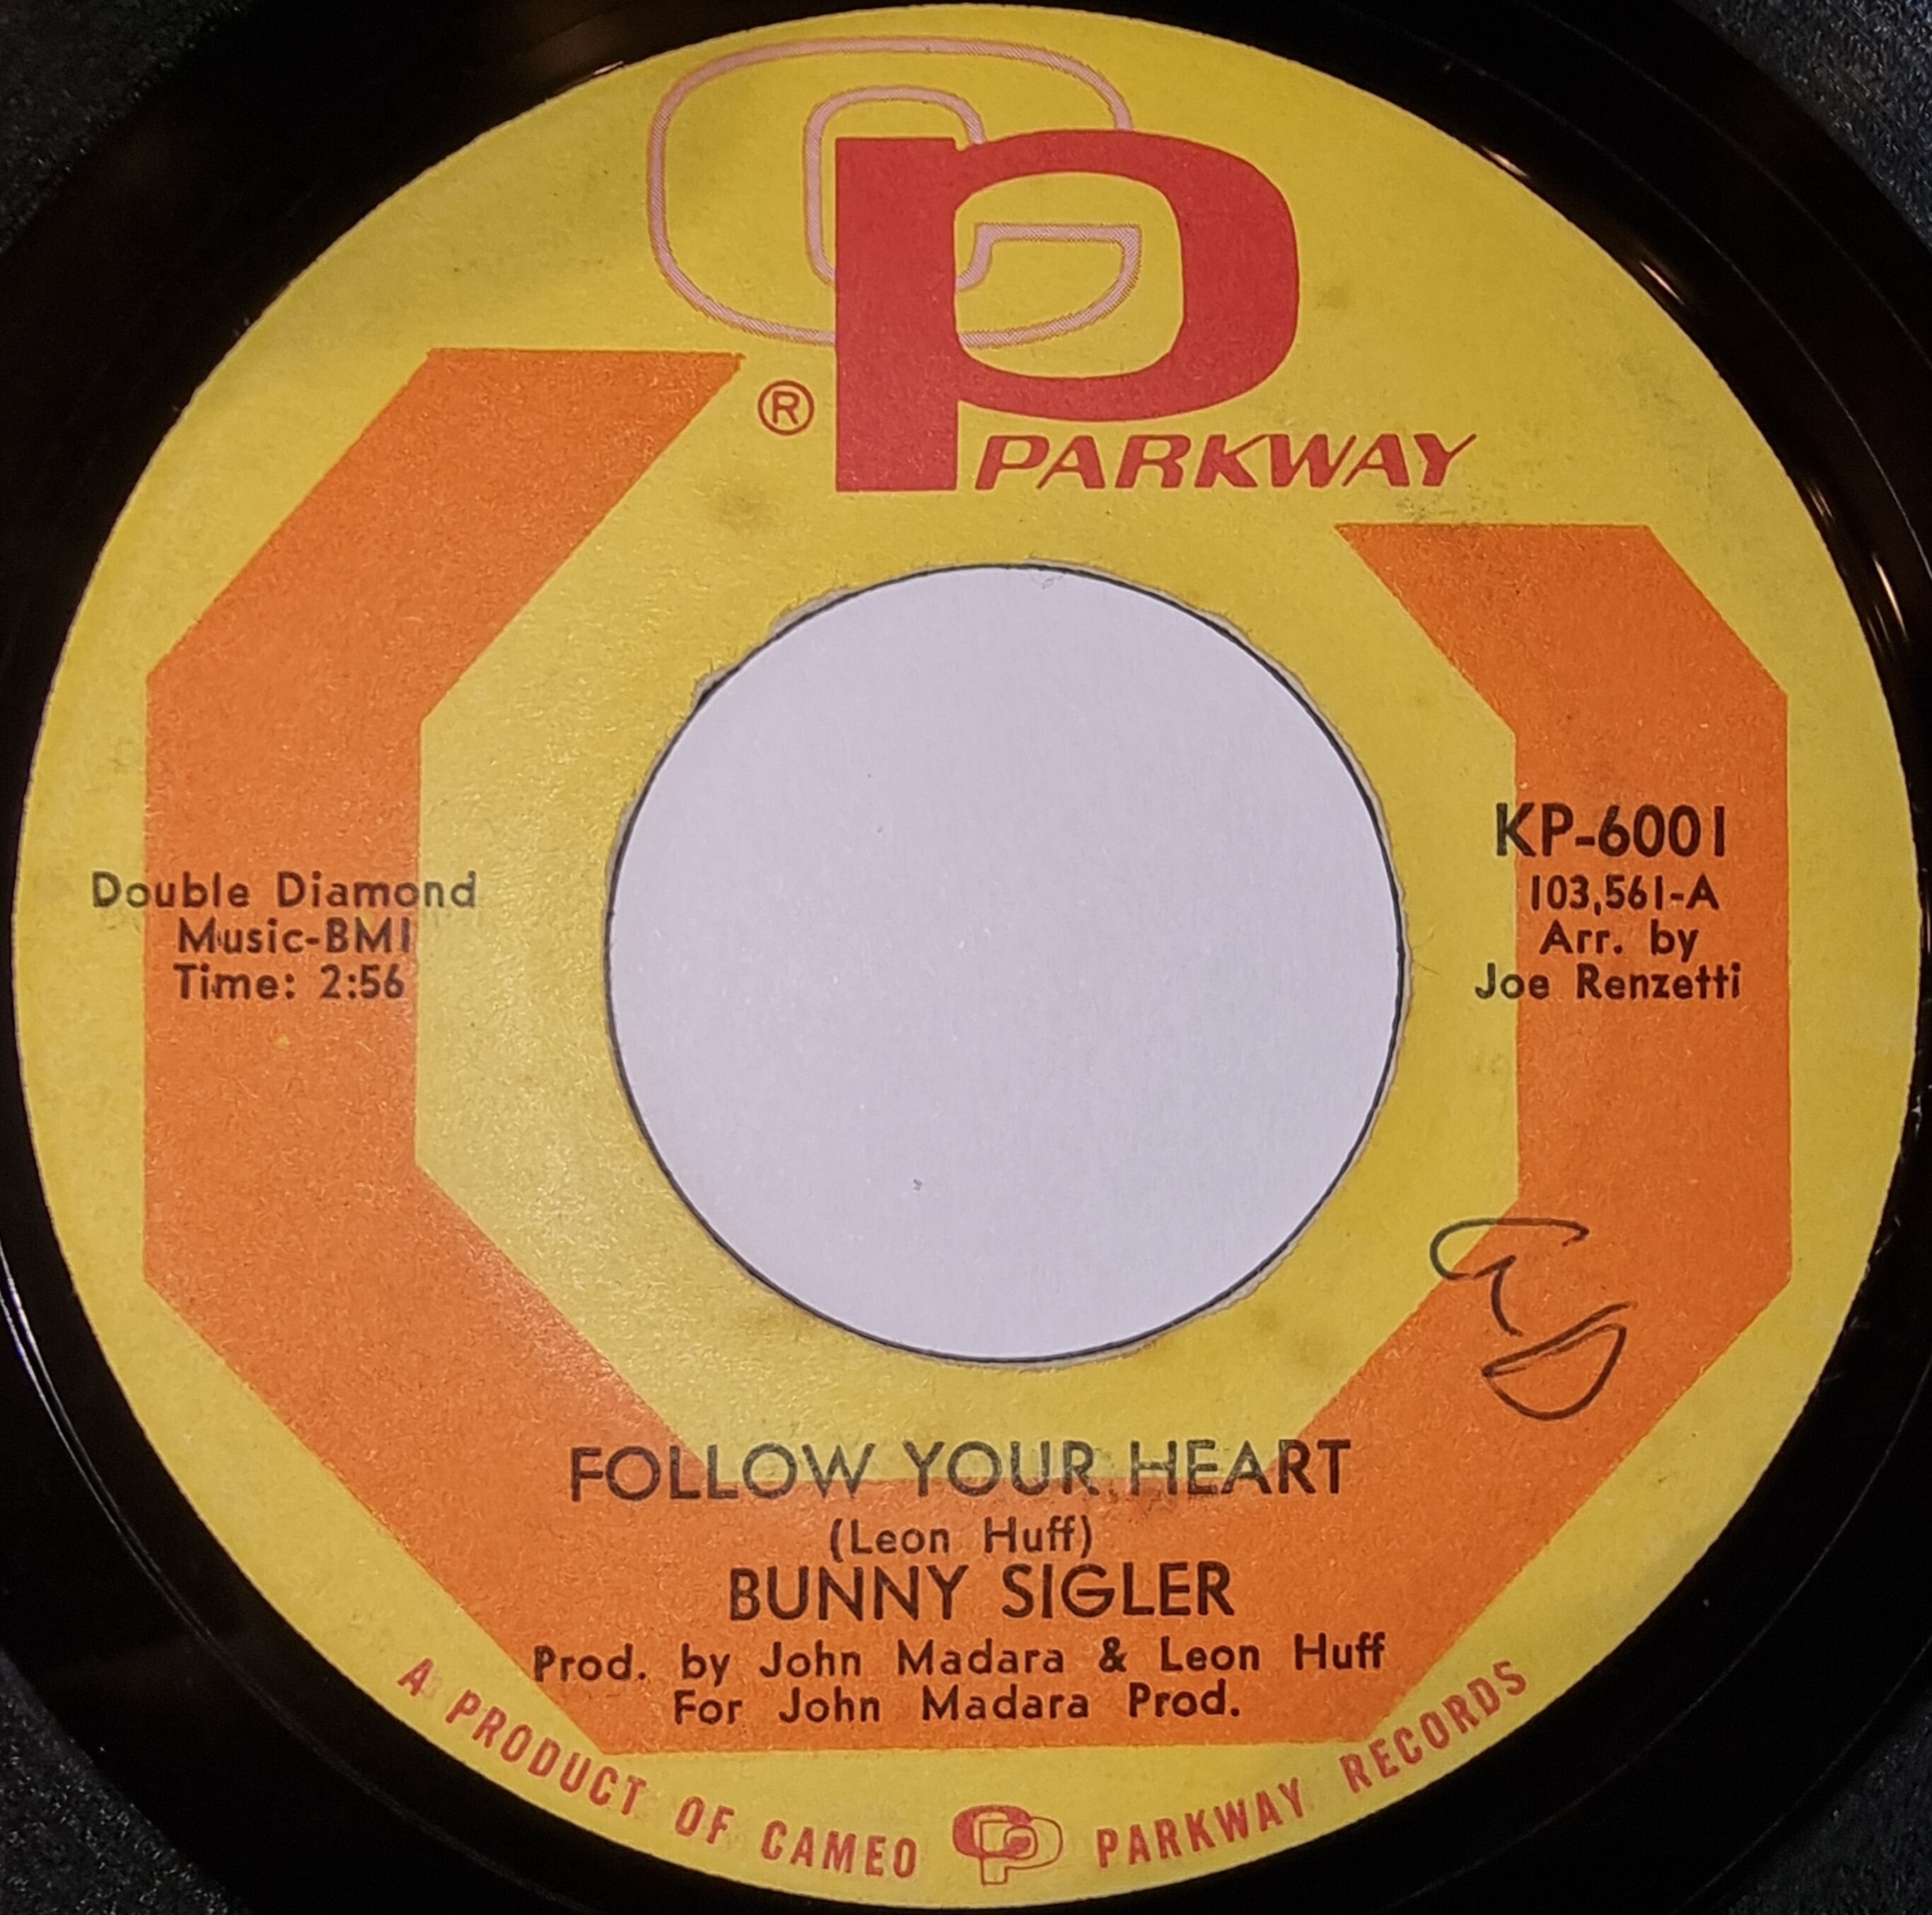 ® PARKWAY
Double Diamond
Music-BMI
Time: 2:56
KP-6001
103,561-A
Arr. by
Joe Renzetti
FOLLOW YOUR HEART
(Leon Huff)
BUNNY SIGLER
Prod. by John Madara & Leon Huff
For John Madara Prod.
A PRODUCT OF CAMEO CP PARKWAY RECORDS